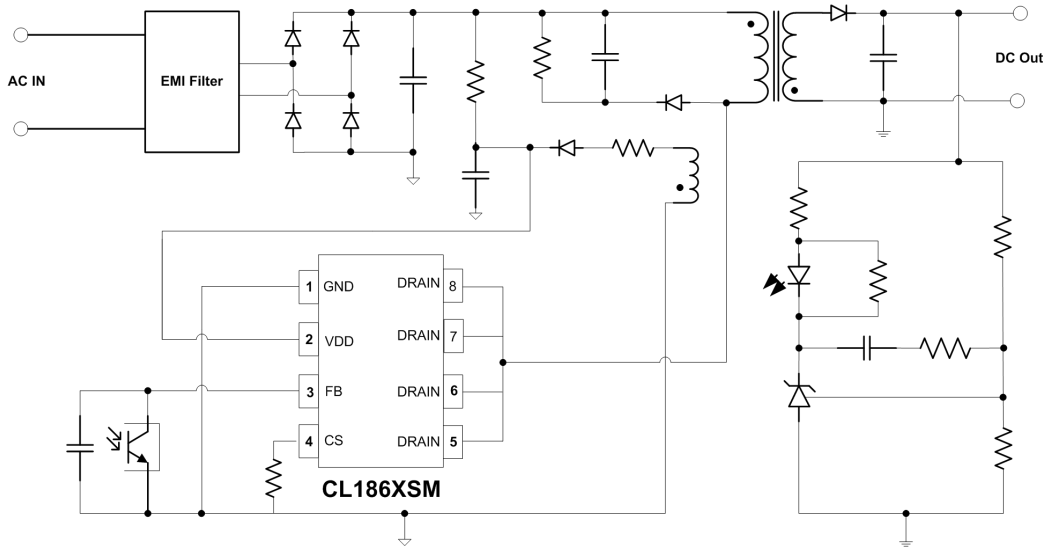 AC IN
EMI Filter
DC Out
1 GND
DRAIN 8
2 VDD
DRAIN 7
3 FB
DRAIN 6
4 CS
DRAIN 5
CL186XSM